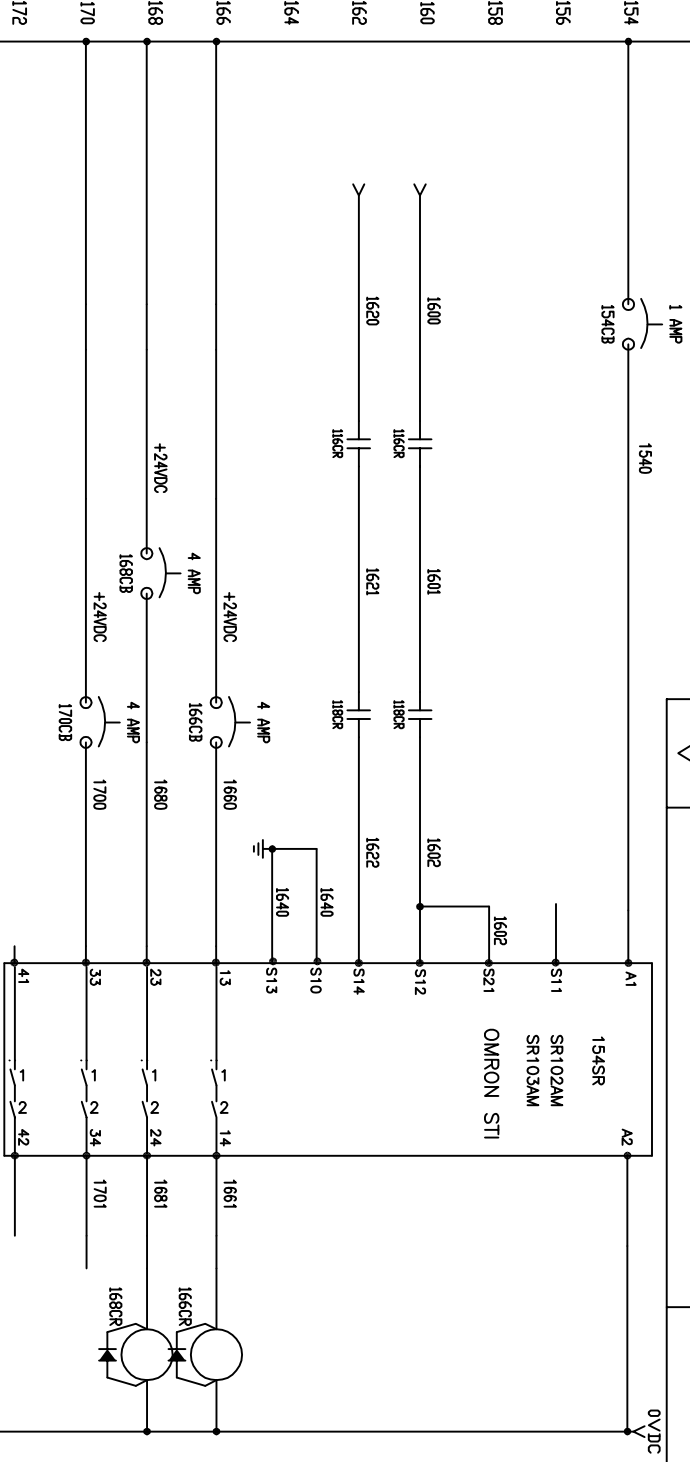 154
156
158
160
162
164
166
168
170
172
0VDC
1 AMP
154CB
1540
A1
A2
154SR
SR102AM
SR103AM
OMRON STI
S11
1602
S21
1600
116CR
1601
118CR
1602
S12
1620
116CR
1621
118CR
1622
S14
1640
S10
1640
S13
+24VDC
4 AMP
166CB
1660
13
1
2
14
1661
166CR
+24VDC
4 AMP
168CB
1680
23
1
2
24
1681
168CR
+24VDC
4 AMP
170CB
1700
33
1
2
34
1701
41
1
2
42